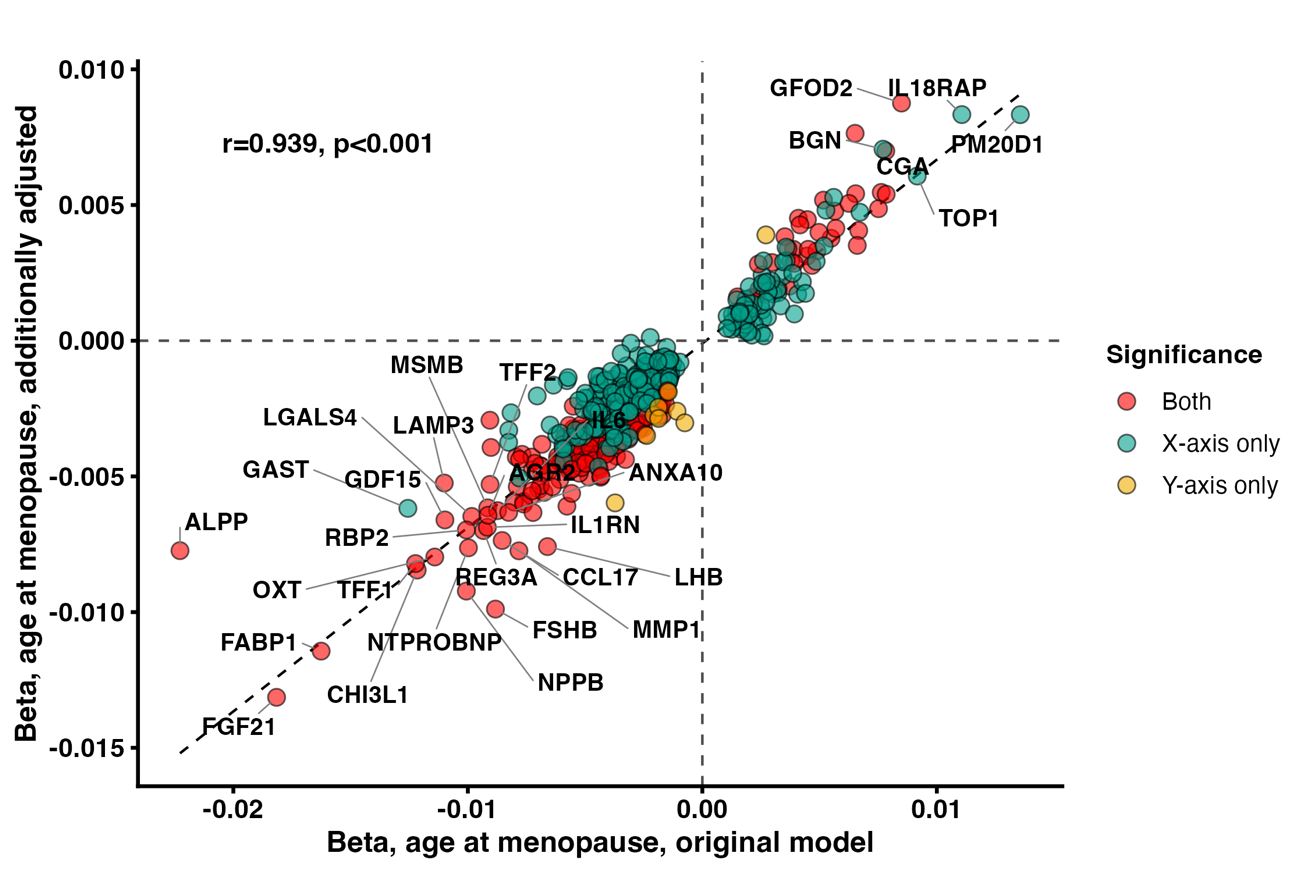 0.010
0.005
0.000
-0.005
-0.010
-0.015
Beta, age at menopause, additionally adjusted
r=0.939, p<0.001
GFOD2
IL18RAP
BGN
PM20D1
CGA
TOP1
MSMB
TFF2
LGALS4
LAMP3
IL6
GAST
GDF15
AGR2
ANXA10
ALPP
RBP2
IL1RN
OXT
TFF1
REG3A
CCL17
LHB
FABP1
NTPROBNP
FSHB
MMP1
CHI3L1
NPPB
FGF21
-0.02
-0.01
0.00
0.01
Beta, age at menopause, original model
Significance
Both
X-axis only
Y-axis only